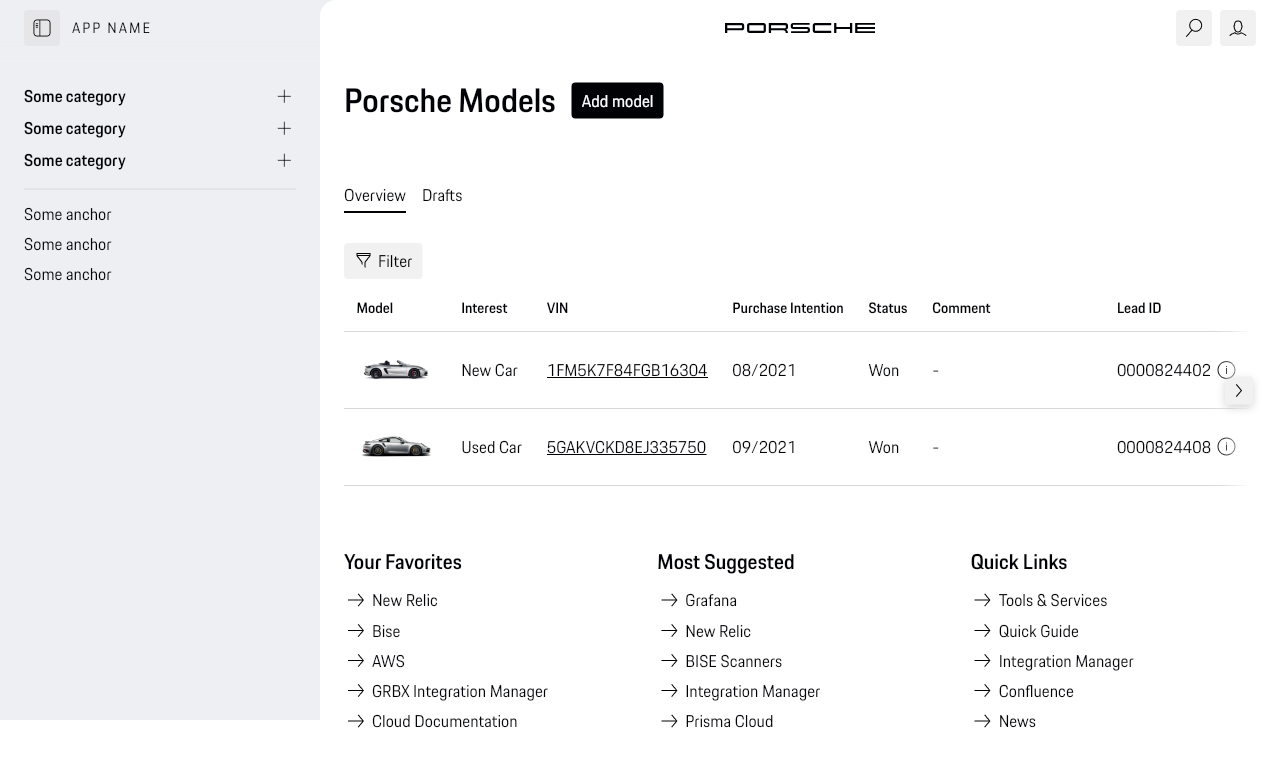 APP NAME
PORSCHE
Some category
Some category
Some category
Some anchor
Some anchor
Some anchor
Porsche Models
Add model
Overview Drafts
Filter
Model Interest VIN Purchase Intention Status Comment Lead ID
New Car 1FM5K7F84FGB16304 08/2021 Won - 0000824402
Used Car 5GAKVCKD8EJ335750 09/2021 Won - 0000824408
Your Favorites
New Relic
Bise
AWS
GRBX Integration Manager
Cloud Documentation
Most Suggested
Grafana
New Relic
BISE Scanners
Integration Manager
Prisma Cloud
Quick Links
Tools & Services
Quick Guide
Integration Manager
Confluence
News